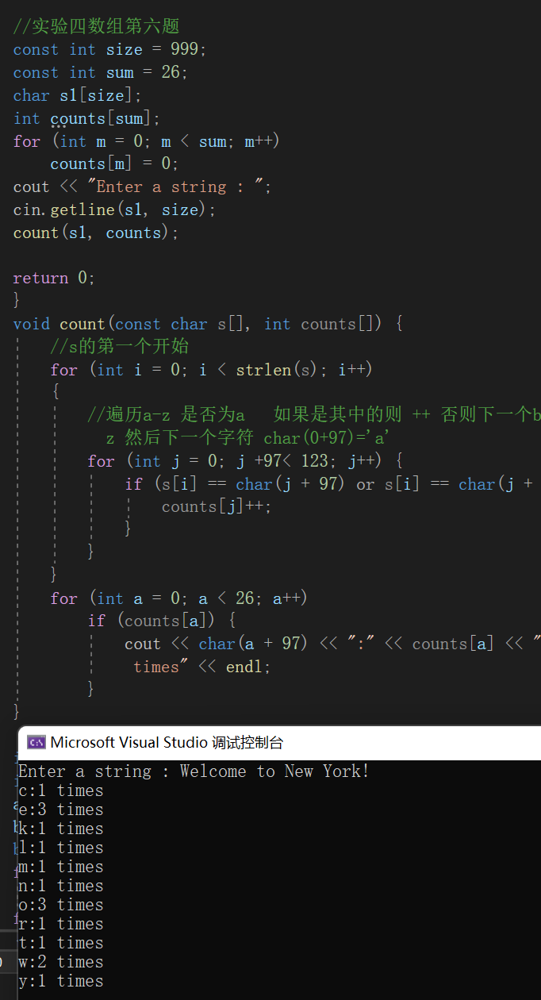 //实验四数组第六题
const int size = 999;
const int sum = 26;
char s1[size];
int counts[sum];
for (int m = 0; m < sum; m++)
counts[m] = 0;
cout << "Enter a string : ";
cin.getline(s1, size);
count(s1, counts);
return 0;
}
void count(const char s[], int counts[]) {
//s的第一个开始
for (int i = 0; i < strlen(s); i++)
{
//遍历a-z 是否为a 如果是其中的则 ++ 否则下一个b
z 然后下一个字符 char(0+97)='a'
for (int j = 0; j +97< 123; j++) {
if (s[i] == char(j + 97) or s[i] == char(j +
counts[j]++;
}
}
}
for (int a = 0; a < 26; a++)
if (counts[a]) {
cout << char(a + 97) << ":" << counts[a] << "
times" << endl;
}
}
Microsoft Visual Studio 调试控制台
Enter a string : Welcome to New York!
c:1 times
e:3 times
k:1 times
l:1 times
m:1 times
n:1 times
o:3 times
r:1 times
t:1 times
w:2 times
y:1 times